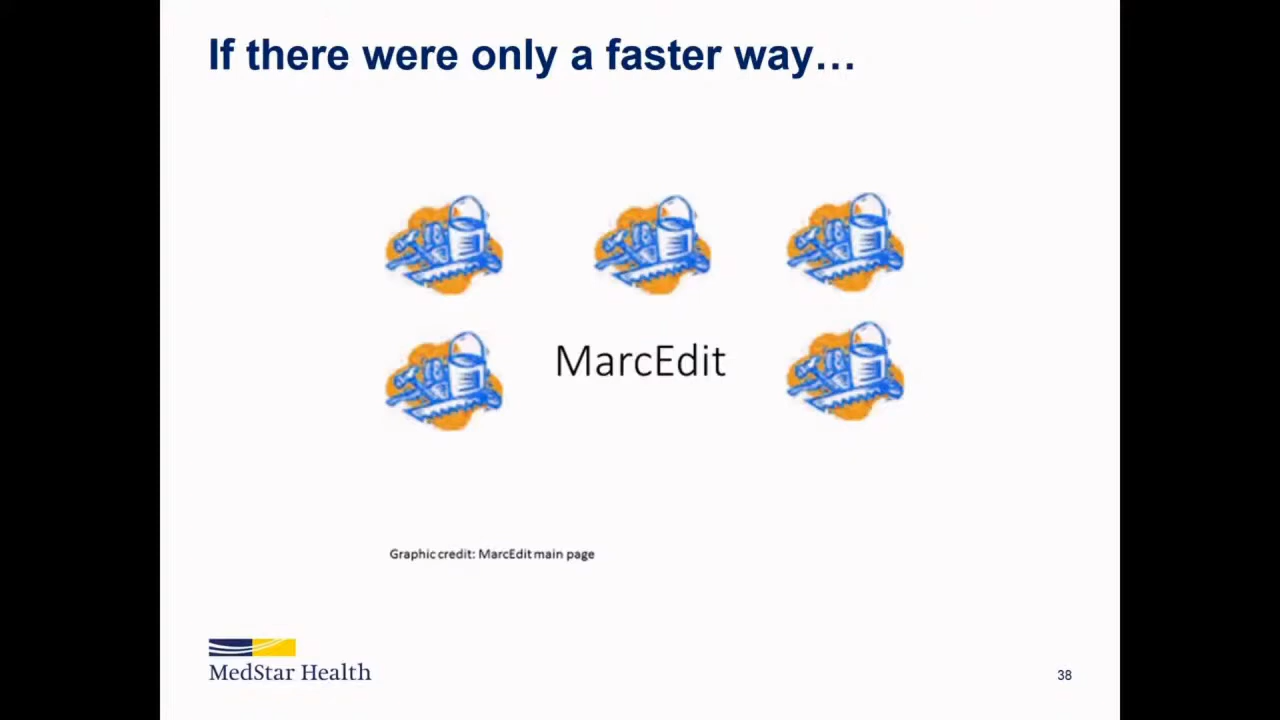 If there were only a faster way…
MarcEdit
Graphic credit: MarcEdit main page
MedStar Health
38